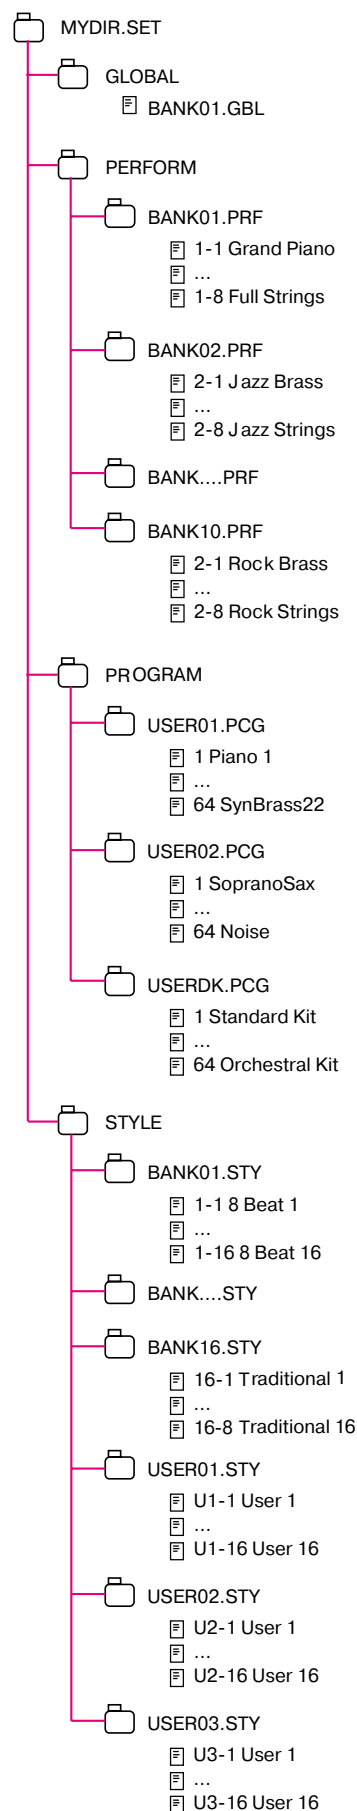 MYDIR.SET
GLOBAL
BANK01.GBL
PERFORM
BANK01.PRF
1-1 Grand Piano
...
1-8 Full Strings
BANK02.PRF
2-1 Jazz Brass
...
2-8 Jazz Strings
BANK....PRF
BANK10.PRF
2-1 Rock Brass
...
2-8 Rock Strings
PROGRAM
USER01.PCG
1 Piano 1
...
64 SynBrass22
USER02.PCG
1 SopranoSax
...
64 Noise
USERDK.PCG
1 Standard Kit
...
64 Orchestral Kit
STYLE
BANK01.STY
1-1 8 Beat 1
...
1-16 8 Beat 16
BANK....STY
BANK16.STY
16-1 Traditional 1
...
16-8 Traditional 16
USER01.STY
U1-1 User 1
...
U1-16 User 16
USER02.STY
U2-1 User 1
...
U2-16 User 16
USER03.STY
U3-1 User 1
...
U3-16 User 16